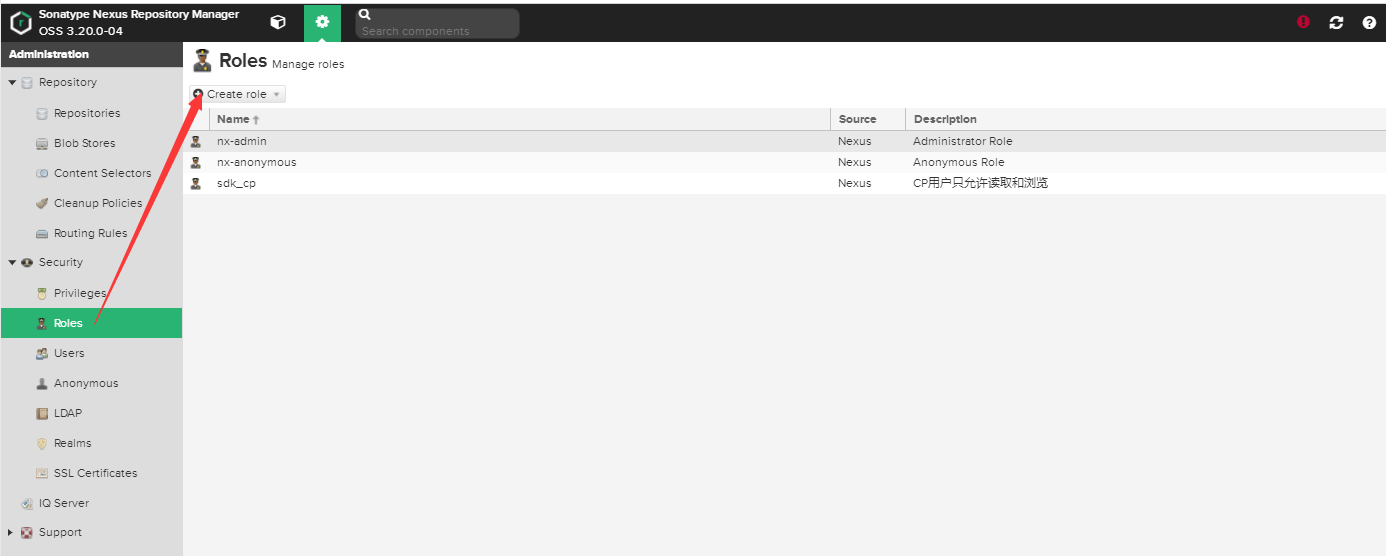 Sonatype Nexus Repository Manager
OSS 3.20.0-04
Search components
Administration
Repository
Repositories
Blob Stores
Content Selectors
Cleanup Policies
Routing Rules
Security
Privileges
Roles
Users
Anonymous
LDAP
Realms
SSL Certificates
IQ Server
Support
Roles Manage roles
Create role
Name Source Description
nx-admin Nexus Administrator Role
nx-anonymous Nexus Anonymous Role
sdk_cp Nexus CP用户只允许读取和浏览